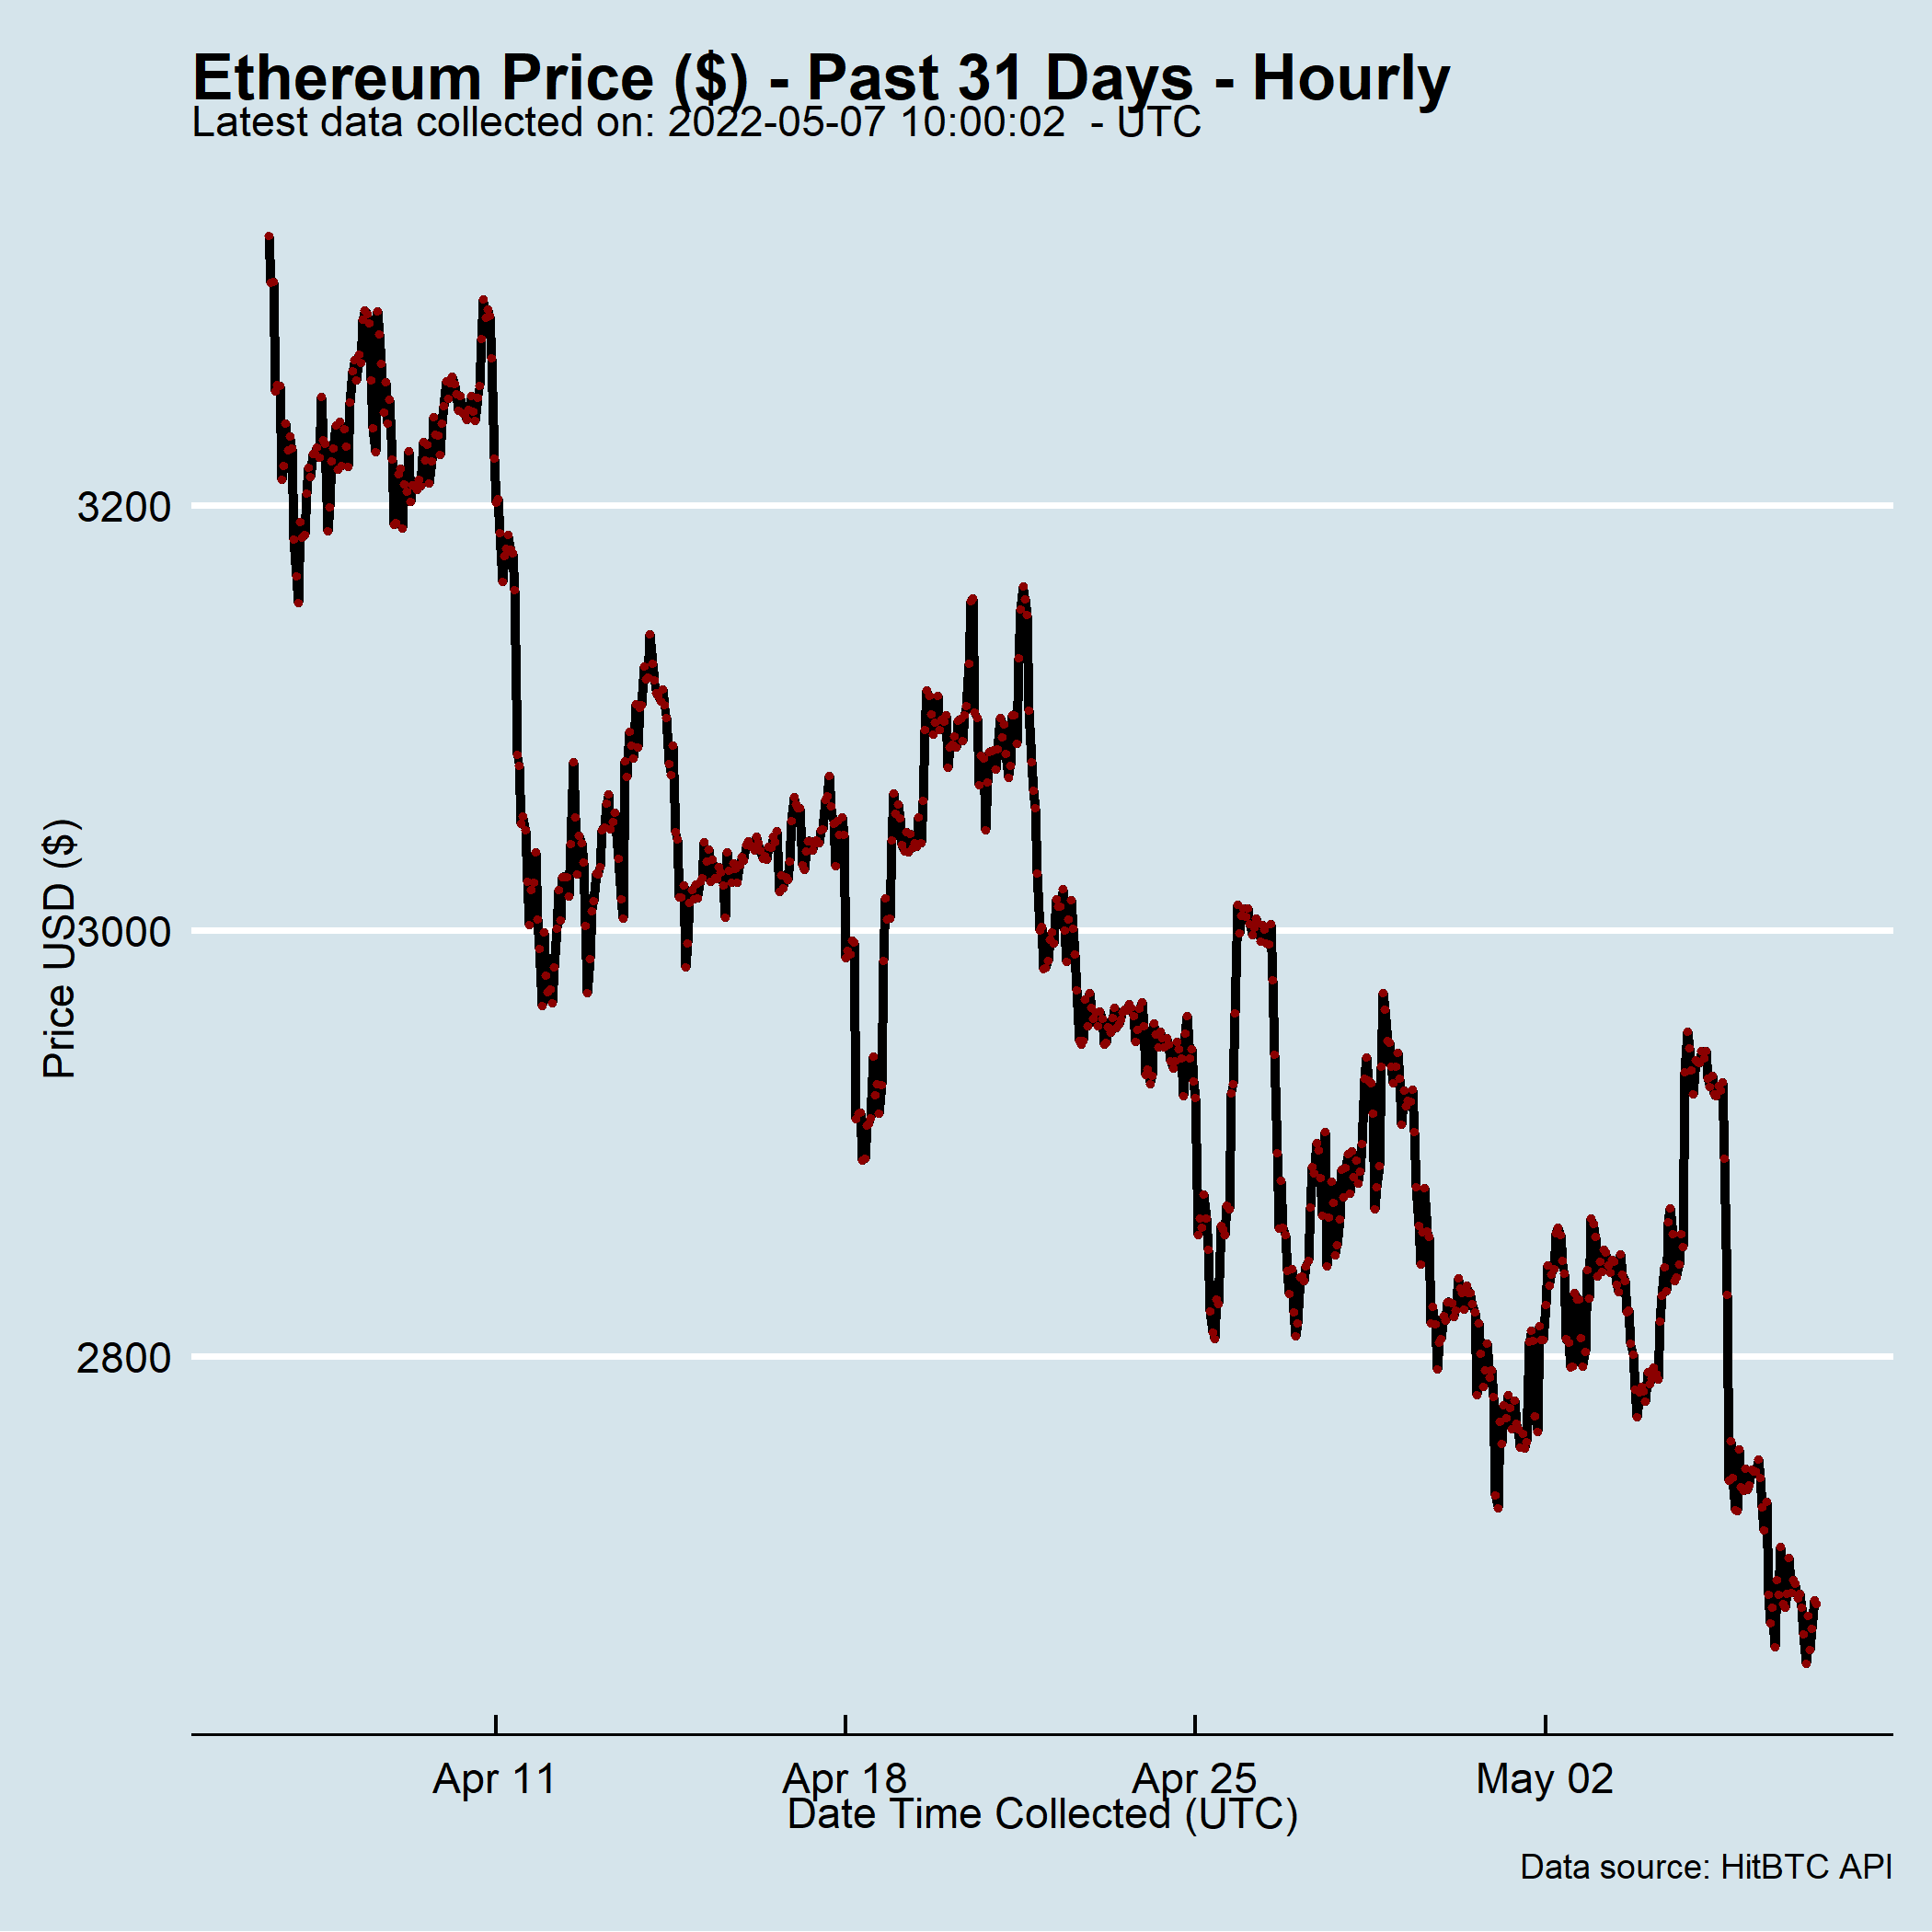 Ethereum Price ($) - Past 31 Days - Hourly
Latest data collected on: 2022-05-07 10:00:02  - UTC
3200
3000
2800
Price USD ($)
Apr 11
Apr 18
Apr 25
May 02
Date Time Collected (UTC)
Data source: HitBTC API